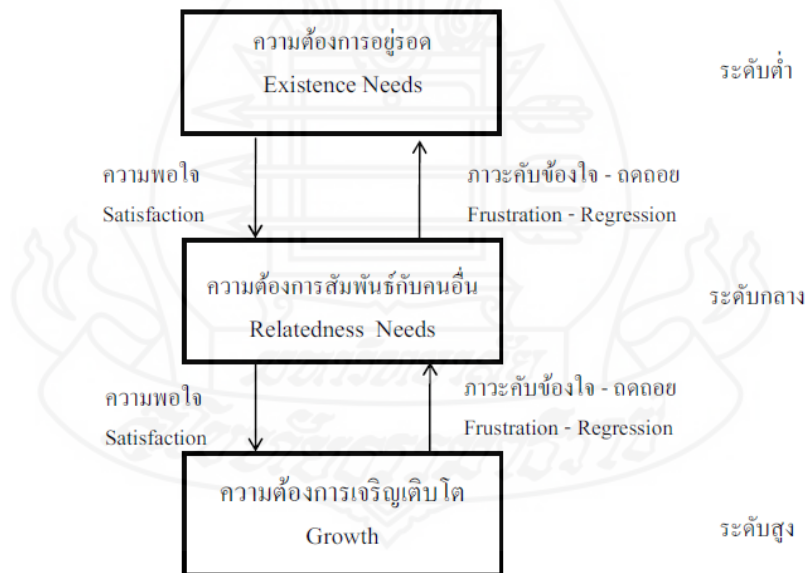 ความต้องการอยู่รอด
Existence Needs
ระดับต่ำ
ความพอใจ
Satisfaction
ภาวะคับข้องใจ - ถดถอย
Frustration - Regression
ความต้องการสัมพันธ์กับคนอื่น
Relatedness Needs
ระดับกลาง
ความพอใจ
Satisfaction
ภาวะคับข้องใจ - ถดถอย
Frustration - Regression
ความต้องการเจริญเติบโต
Growth
ระดับสูง